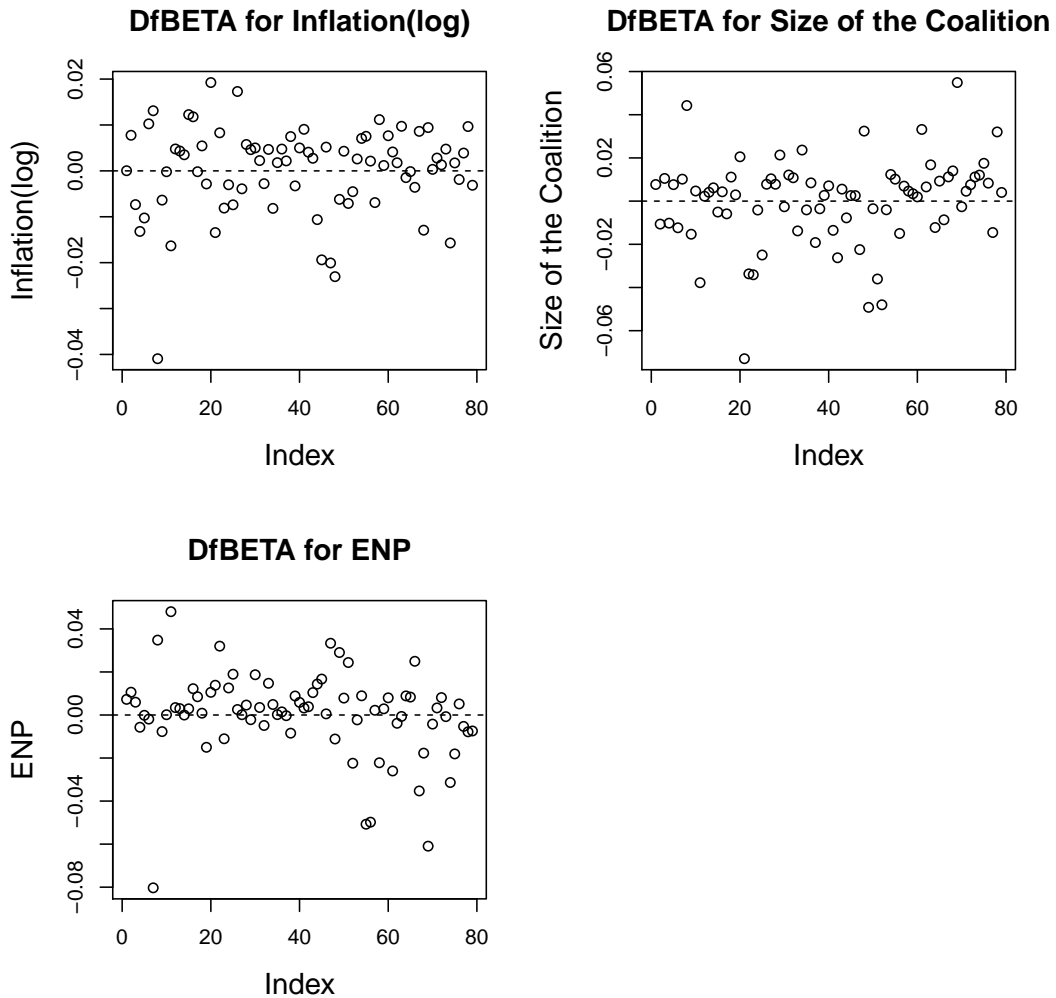 DfBETA for Inflation(log)
Inflation(log)
0.02
0.00
−0.02
−0.04
0 20 40 60 80
Index
DfBETA for Size of the Coalition
Size of the Coalition
0.06
0.02
−0.02
−0.06
0 20 40 60 80
Index
DfBETA for ENP
ENP
0.04
0.00
−0.04
−0.08
0 20 40 60 80
Index